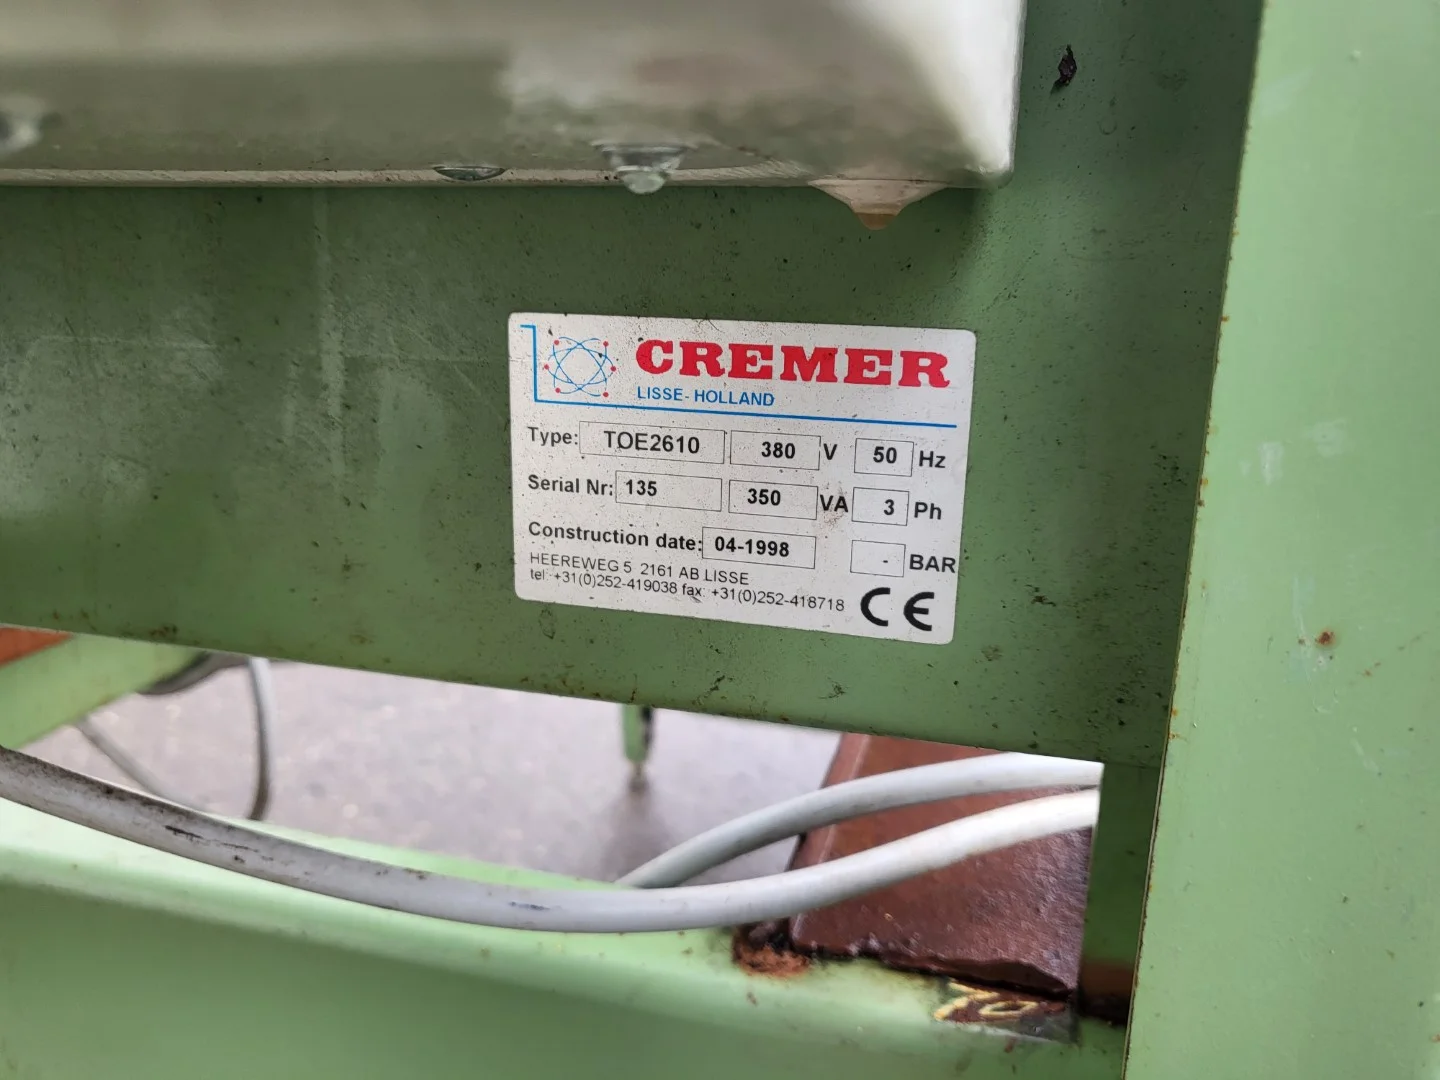 CREMER
LISSE-HOLLAND
Type: TOE2610 380 V 50 Hz
Serial Nr: 135 350 VA 3 Ph
Construction date: 04-1998 - BAR
HEEREWEG 5 2161 AB LISSE
tel: +31(0)252-419038 fax: +31(0)252-418718 CE